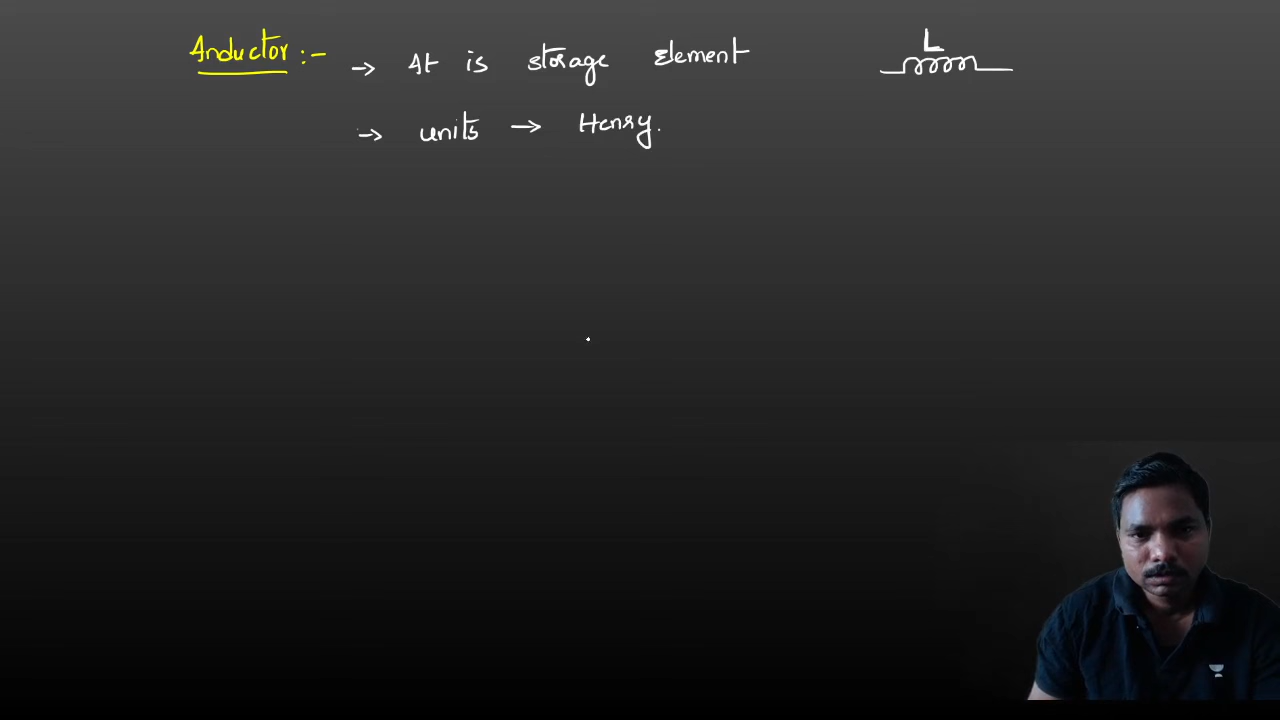 Inductor :- → It is storage Element L
→ units → Henry.